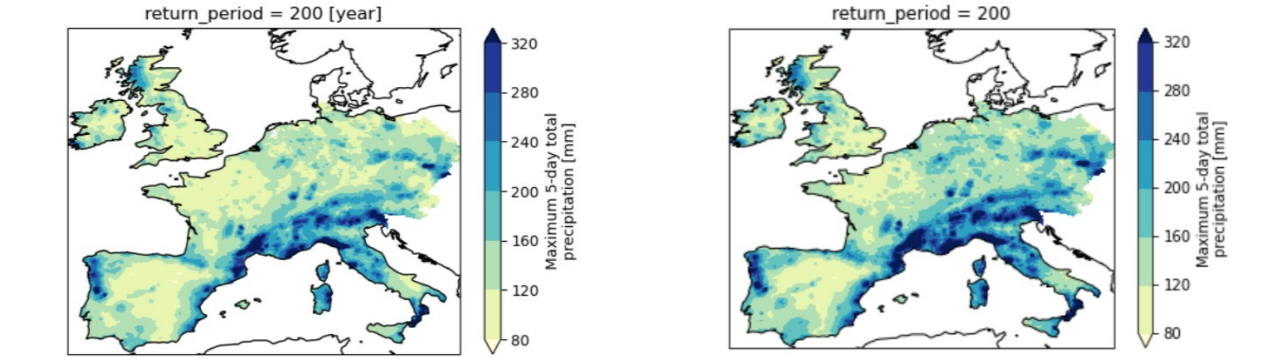 return_period = 200 [year]
320
280
240
200
160
120
80
Maximum 5-day total
precipitation [mm]
return_period = 200
320
280
240
200
160
120
80
Maximum 5-day total
precipitation [mm]